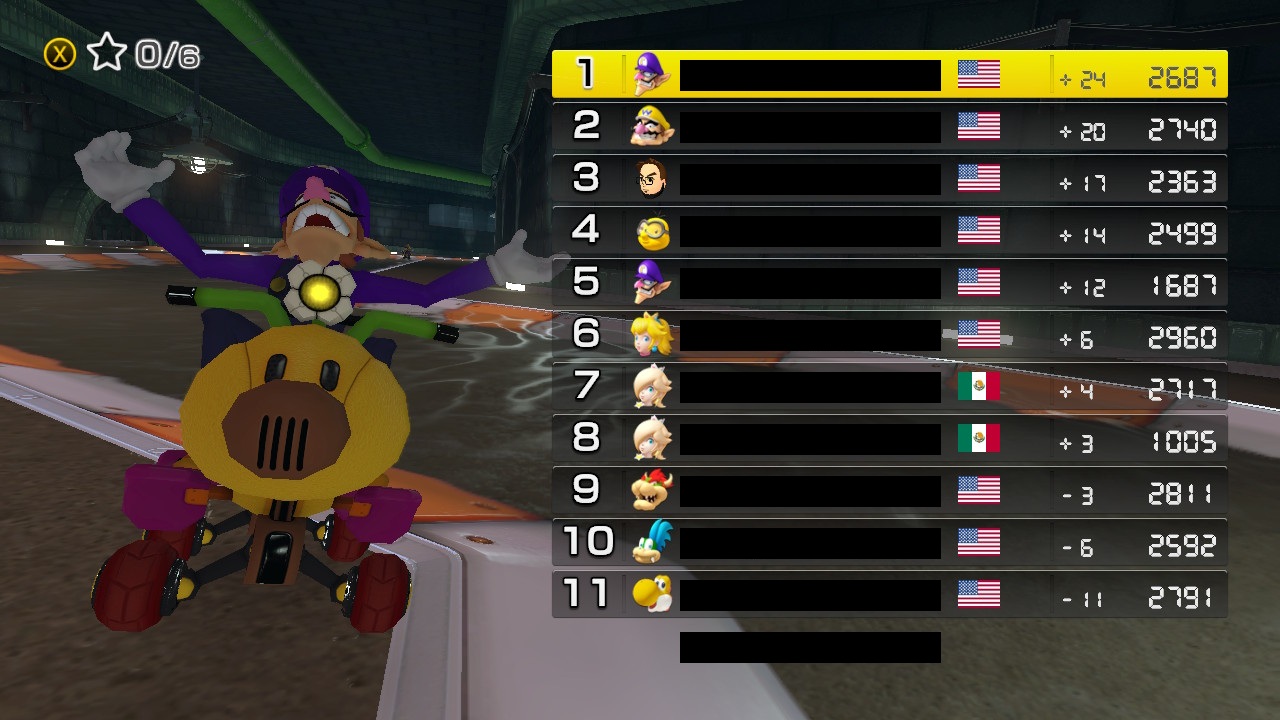 X 0/6
1 + 24 2687
2 + 20 2740
3 + 17 2363
4 + 14 2499
5 + 12 1687
6 + 6 2960
7 + 4 2717
8 + 3 1005
9 - 3 2811
10 - 6 2592
11 - 11 2791